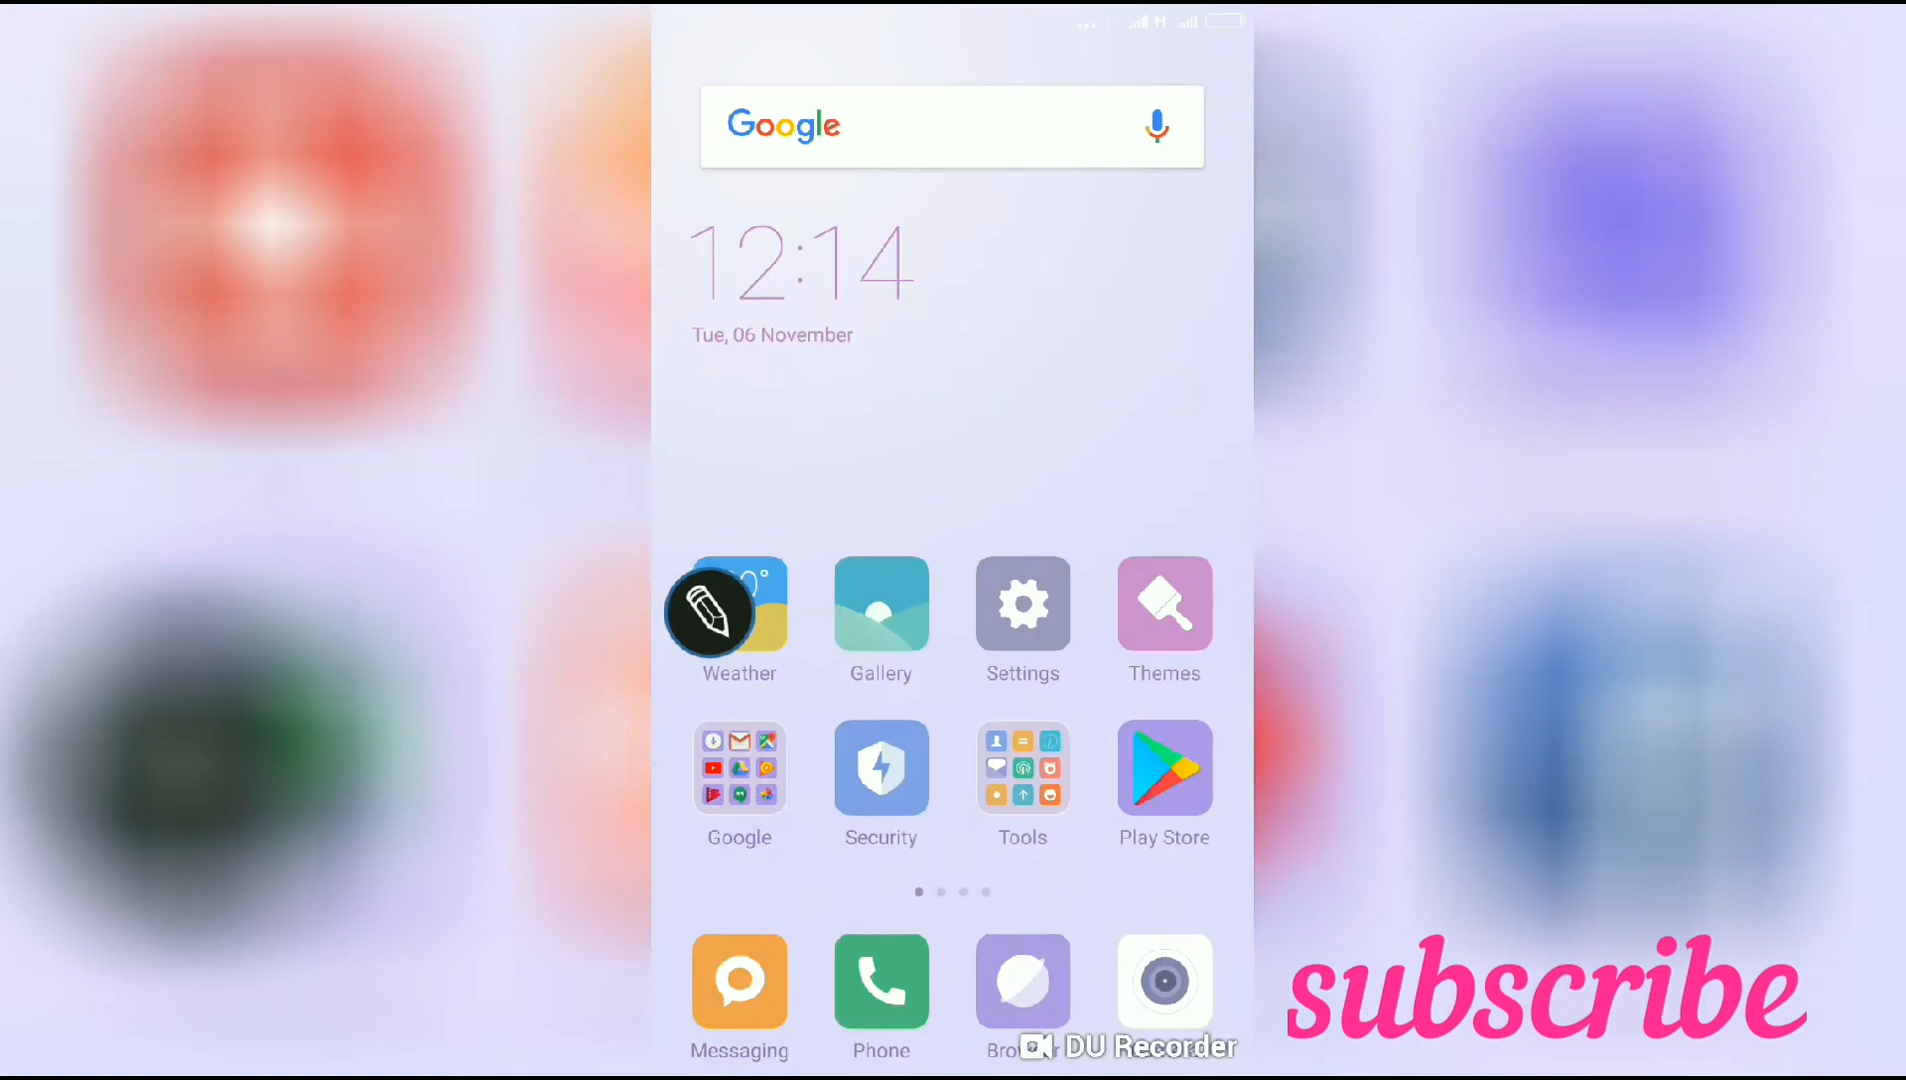 H
Google
12:14
Tue, 06 November
Weather
Gallery
Settings
Themes
Google
Security
Tools
Play Store
Messaging
Phone
DU Recorder
subscribe